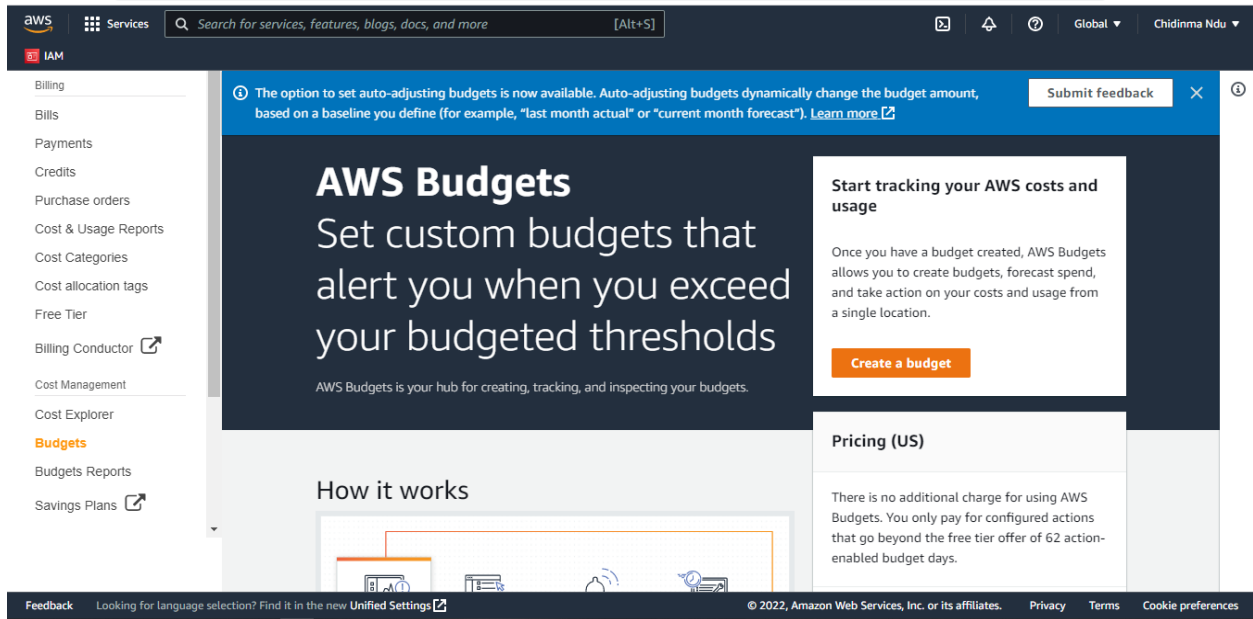 aws
Services
Search for services, features, blogs, docs, and more
[Alt+S]
Global ▼
Chidinma Ndu ▼
IAM
Billing
Bills
Payments
Credits
Purchase orders
Cost & Usage Reports
Cost Categories
Cost allocation tags
Free Tier
Billing Conductor
Cost Management
Cost Explorer
Budgets
Budgets Reports
Savings Plans
The option to set auto-adjusting budgets is now available. Auto-adjusting budgets dynamically change the budget amount,
based on a baseline you define (for example, "last month actual" or "current month forecast"). Learn more
Submit feedback
AWS Budgets
Set custom budgets that
alert you when you exceed
your budgeted thresholds
AWS Budgets is your hub for creating, tracking, and inspecting your budgets.
Start tracking your AWS costs and
usage
Once you have a budget created, AWS Budgets
allows you to create budgets, forecast spend,
and take action on your costs and usage from
a single location.
Create a budget
How it works
Pricing (US)
There is no additional charge for using AWS
Budgets. You only pay for configured actions
that go beyond the free tier offer of 62 action-
enabled budget days.
Feedback
Looking for language selection? Find it in the new Unified Settings
© 2022, Amazon Web Services, Inc. or its affiliates.
Privacy
Terms
Cookie preferences